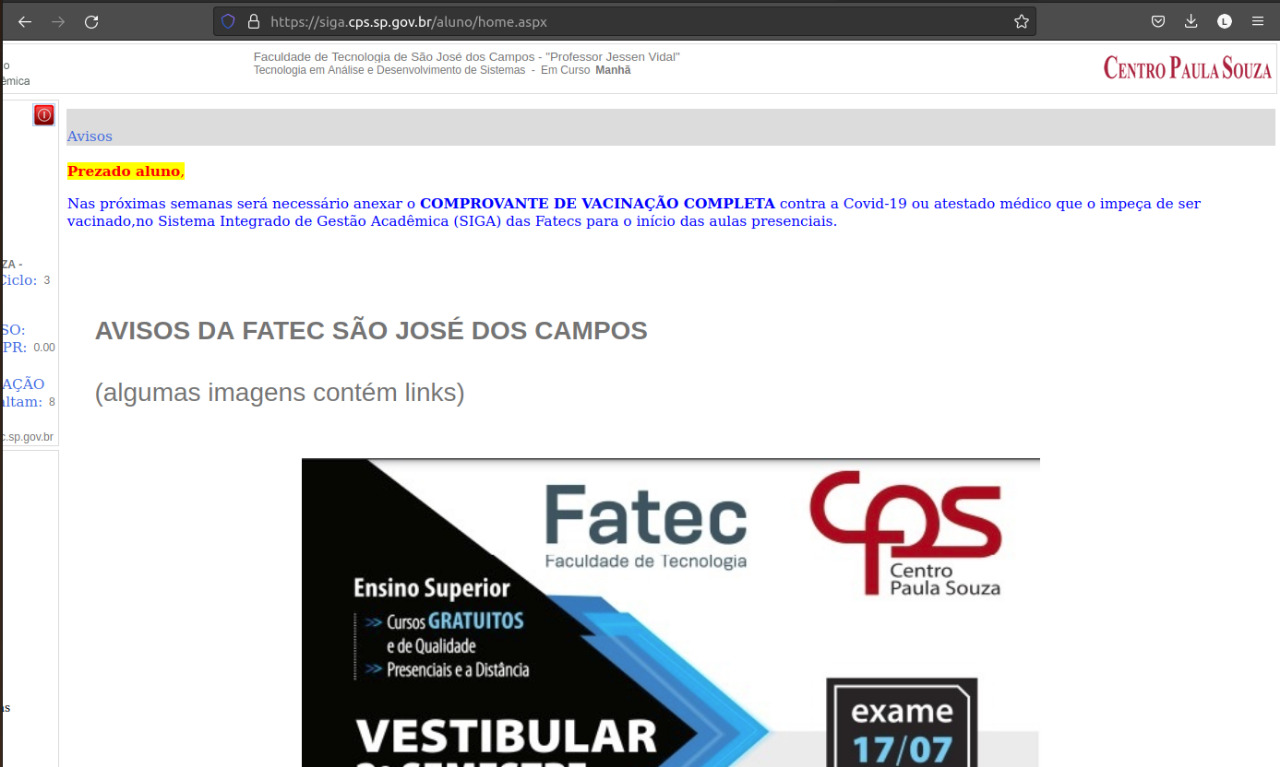 https://siga.cps.sp.gov.br/aluno/home.aspx
L
o
êmica
Faculdade de Tecnologia de São José dos Campos - "Professor Jessen Vidal"
Tecnologia em Análise e Desenvolvimento de Sistemas - Em Curso Manhã
CENTRO PAULA SOUZA
Avisos
Prezado aluno,
Nas próximas semanas será necessário anexar o COMPROVANTE DE VACINAÇÃO COMPLETA contra a Covid-19 ou atestado médico que o impeça de ser
vacinado,no Sistema Integrado de Gestão Acadêmica (SIGA) das Fatecs para o início das aulas presenciais.
ZA -
Ciclo: 3
SO:
PR: 0.00
AÇÃO
altam: 8
c.sp.gov.br
as
AVISOS DA FATEC SÃO JOSÉ DOS CAMPOS
(algumas imagens contém links)
Fatec
Faculdade de Tecnologia
CPS
Centro
Paula Souza
Ensino Superior
>> Cursos GRATUITOS
e de Qualidade
>> Presenciais e a Distância
VESTIBULAR
2º SEMESTRE
exame
17/07